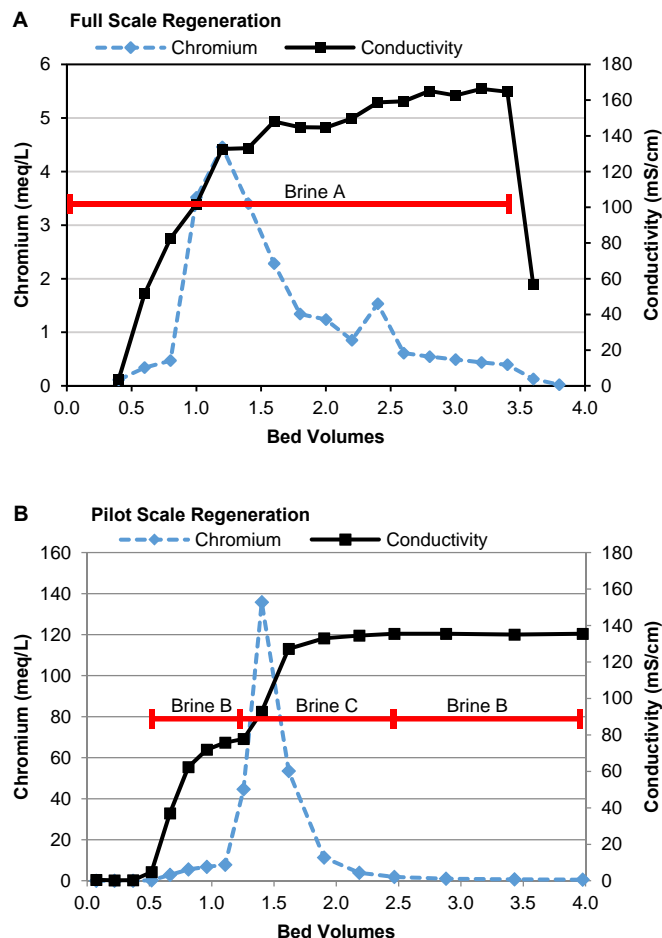 A Full Scale Regeneration
Chromium Conductivity
6 180
5 160
4 140
3 120
2 100
1 80
0 60
40
20
0
Chromium (meq/L)
Conductivity (mS/cm)
Brine A
0.0 0.5 1.0 1.5 2.0 2.5 3.0 3.5 4.0
Bed Volumes
B Pilot Scale Regeneration
Chromium Conductivity
160 180
140 160
120 140
100 120
80 100
60 80
40 60
20 40
0 20
0
Chromium (meq/L)
Conductivity (mS/cm)
Brine B Brine C Brine B
0.0 0.5 1.0 1.5 2.0 2.5 3.0 3.5 4.0
Bed Volumes